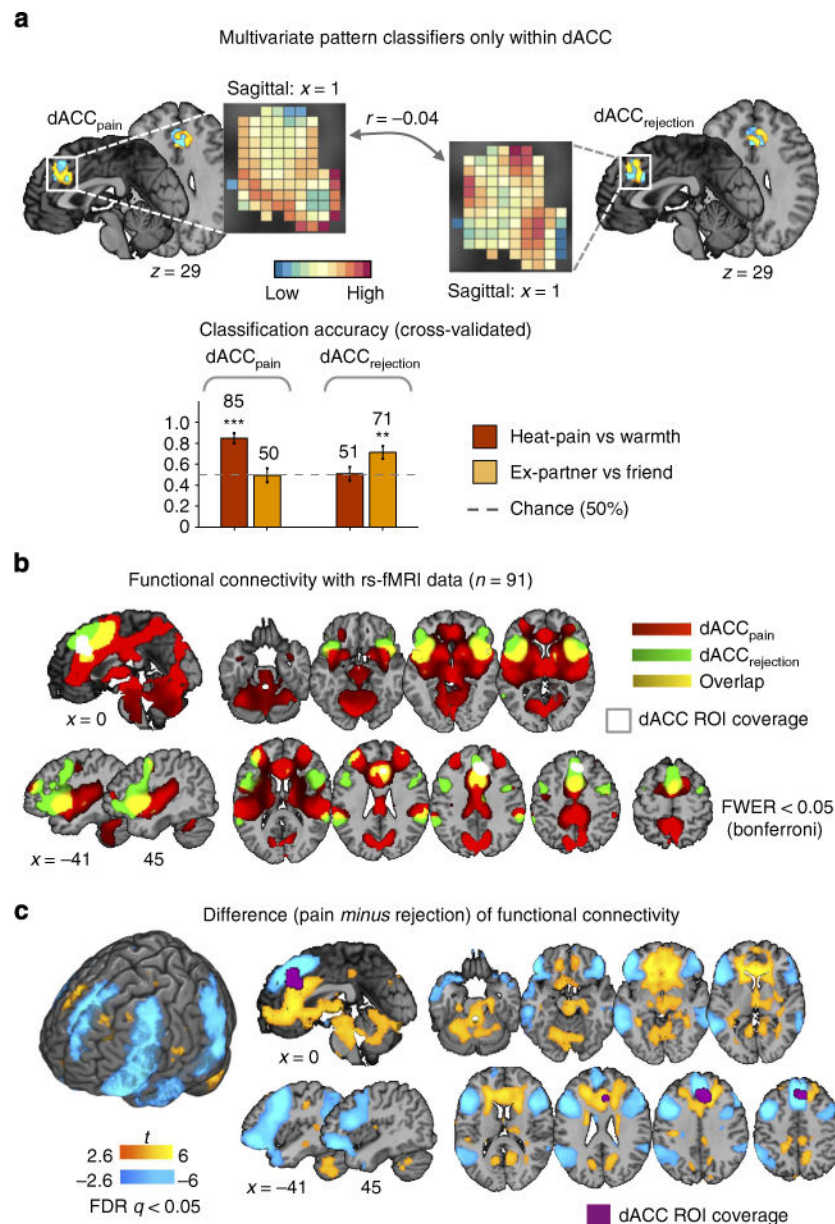 a
Multivariate pattern classifiers only within dACC
Sagittal: x = 1
dACCpain
r = −0.04
dACCrejection
z = 29
Low High
Sagittal: x = 1
z = 29
Classification accuracy (cross-validated)
dACCpain dACCrejection
85
***
50
51
71
**
1.0
0.8
0.6
0.4
0.2
0
Heat-pain vs warmth
Ex-partner vs friend
Chance (50%)
b
Functional connectivity with rs-fMRI data (n = 91)
dACCpain
dACCrejection
Overlap
dACC ROI coverage
x = 0
FWER < 0.05
(bonferroni)
x = −41 45
c
Difference (pain minus rejection) of functional connectivity
x = 0
t
2.6 6
−2.6 −6
FDR q < 0.05
x = −41 45
dACC ROI coverage